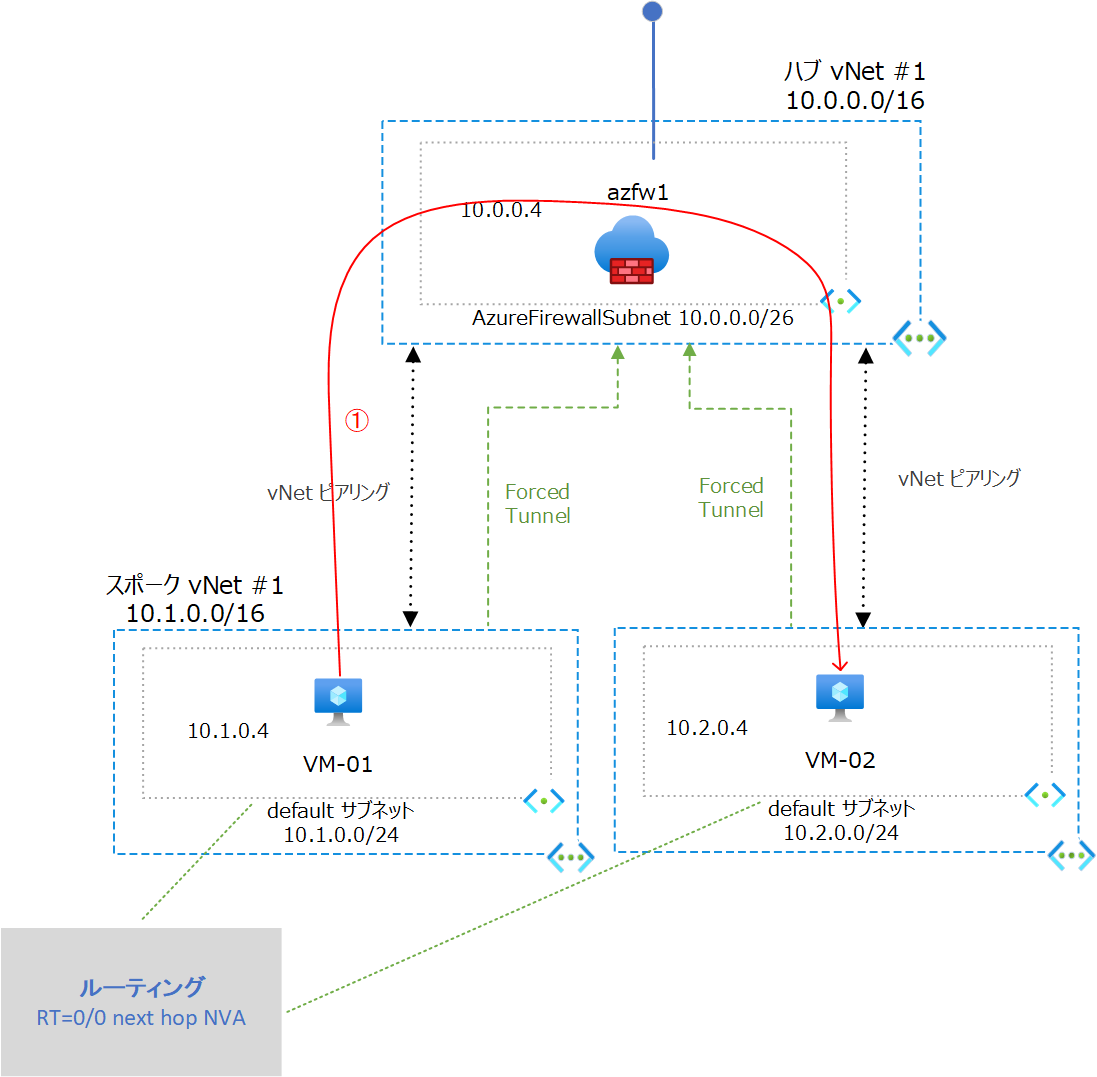 ハブ vNet #1
10.0.0.0/16
azfw1
10.0.0.4
AzureFirewallSubnet 10.0.0.0/26
①
vNet ピアリング
Forced
Tunnel
Forced
Tunnel
vNet ピアリング
スポーク vNet #1
10.1.0.0/16
10.1.0.4
VM-01
default サブネット
10.1.0.0/24
10.2.0.4
VM-02
default サブネット
10.2.0.0/24
ルーティング
RT=0/0 next hop NVA